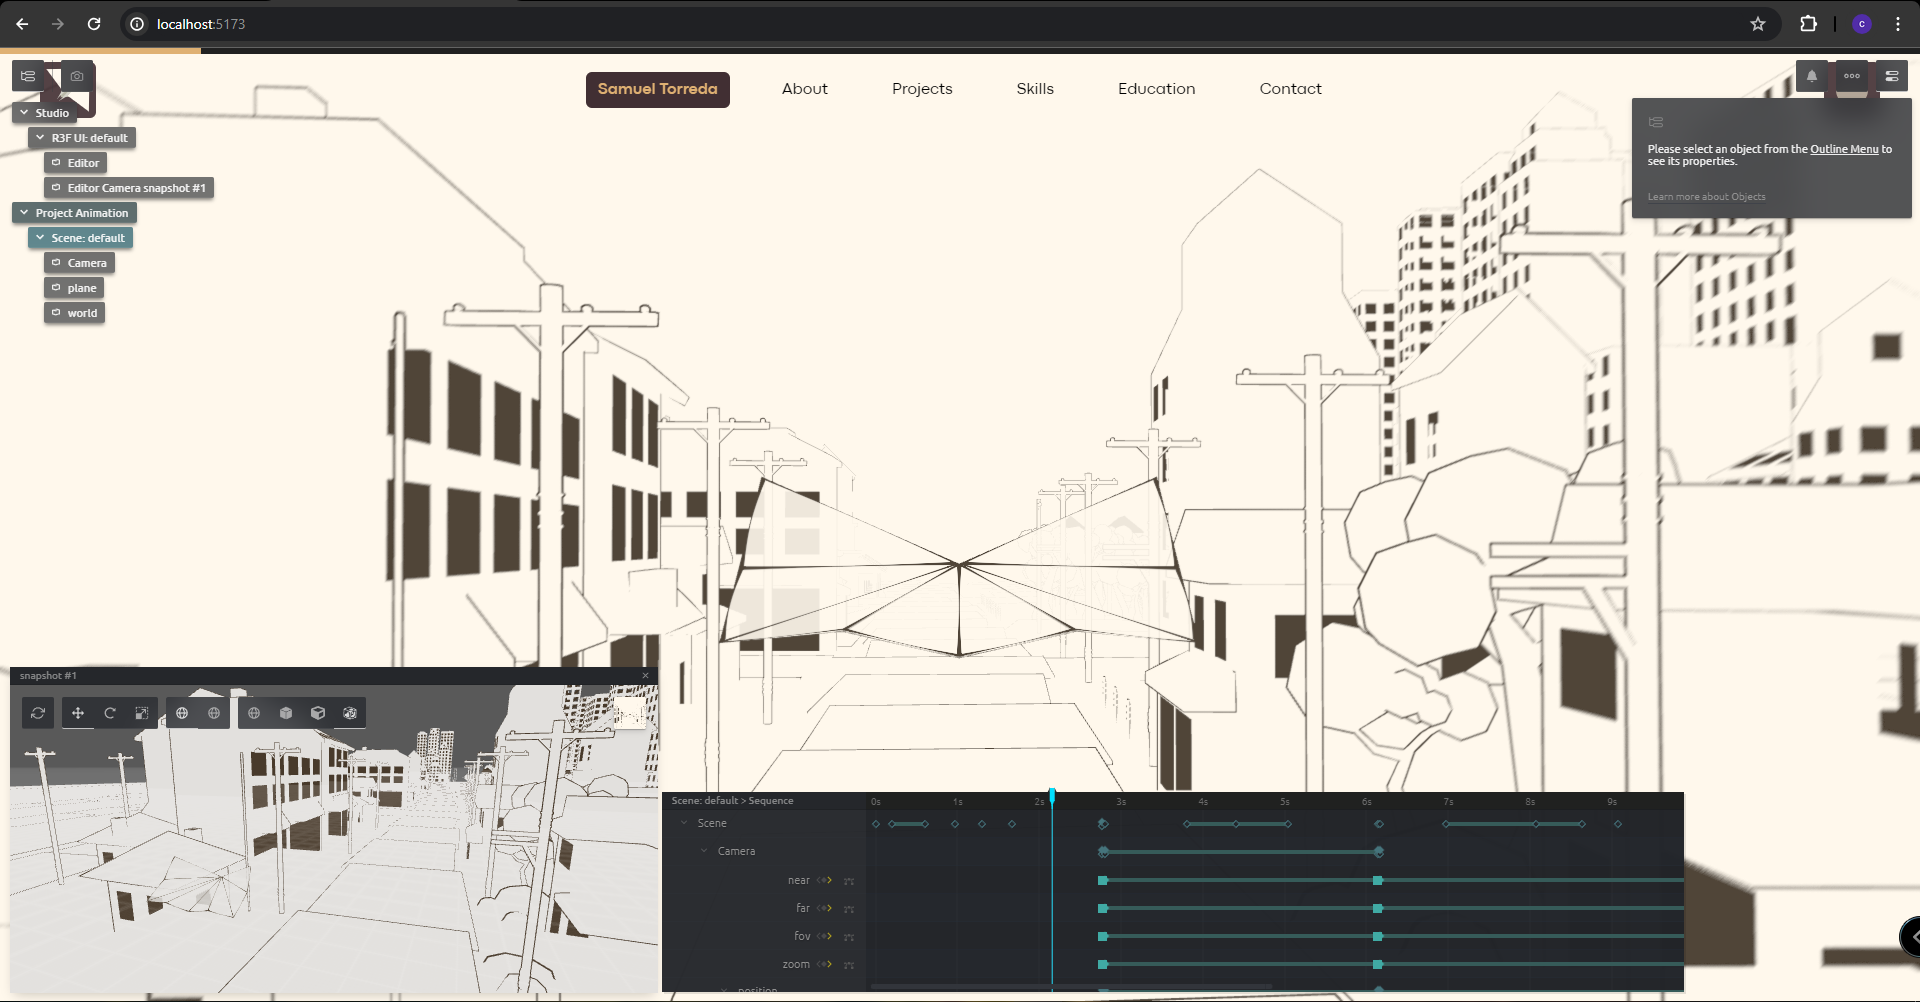 localhost:5173
C
Samuel Torreda
About
Projects
Skills
Education
Contact
Studio
R3F UI: default
Editor
Editor Camera snapshot #1
Project Animation
Scene: default
Camera
plane
world
Please select an object from the Outline Menu to
see its properties.
Learn more about Objects
snapshot #1
Scene: default > Sequence
0s 1s 2s 3s 4s 5s 6s 7s 8s 9s
Scene
Camera
near
far
fov
zoom
position